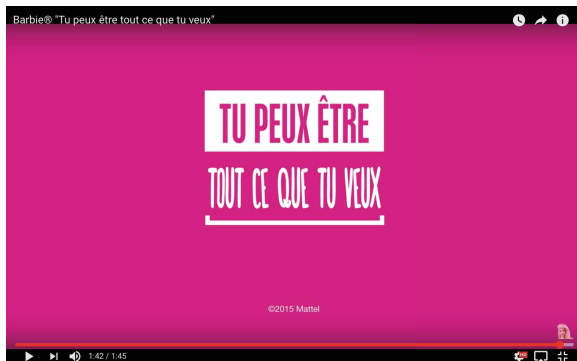 Barbie® "Tu peux être tout ce que tu veux"
TU PEUX ÊTRE
TOUT CE QUE TU VEUX
©2015 Mattel
1:42 / 1:45